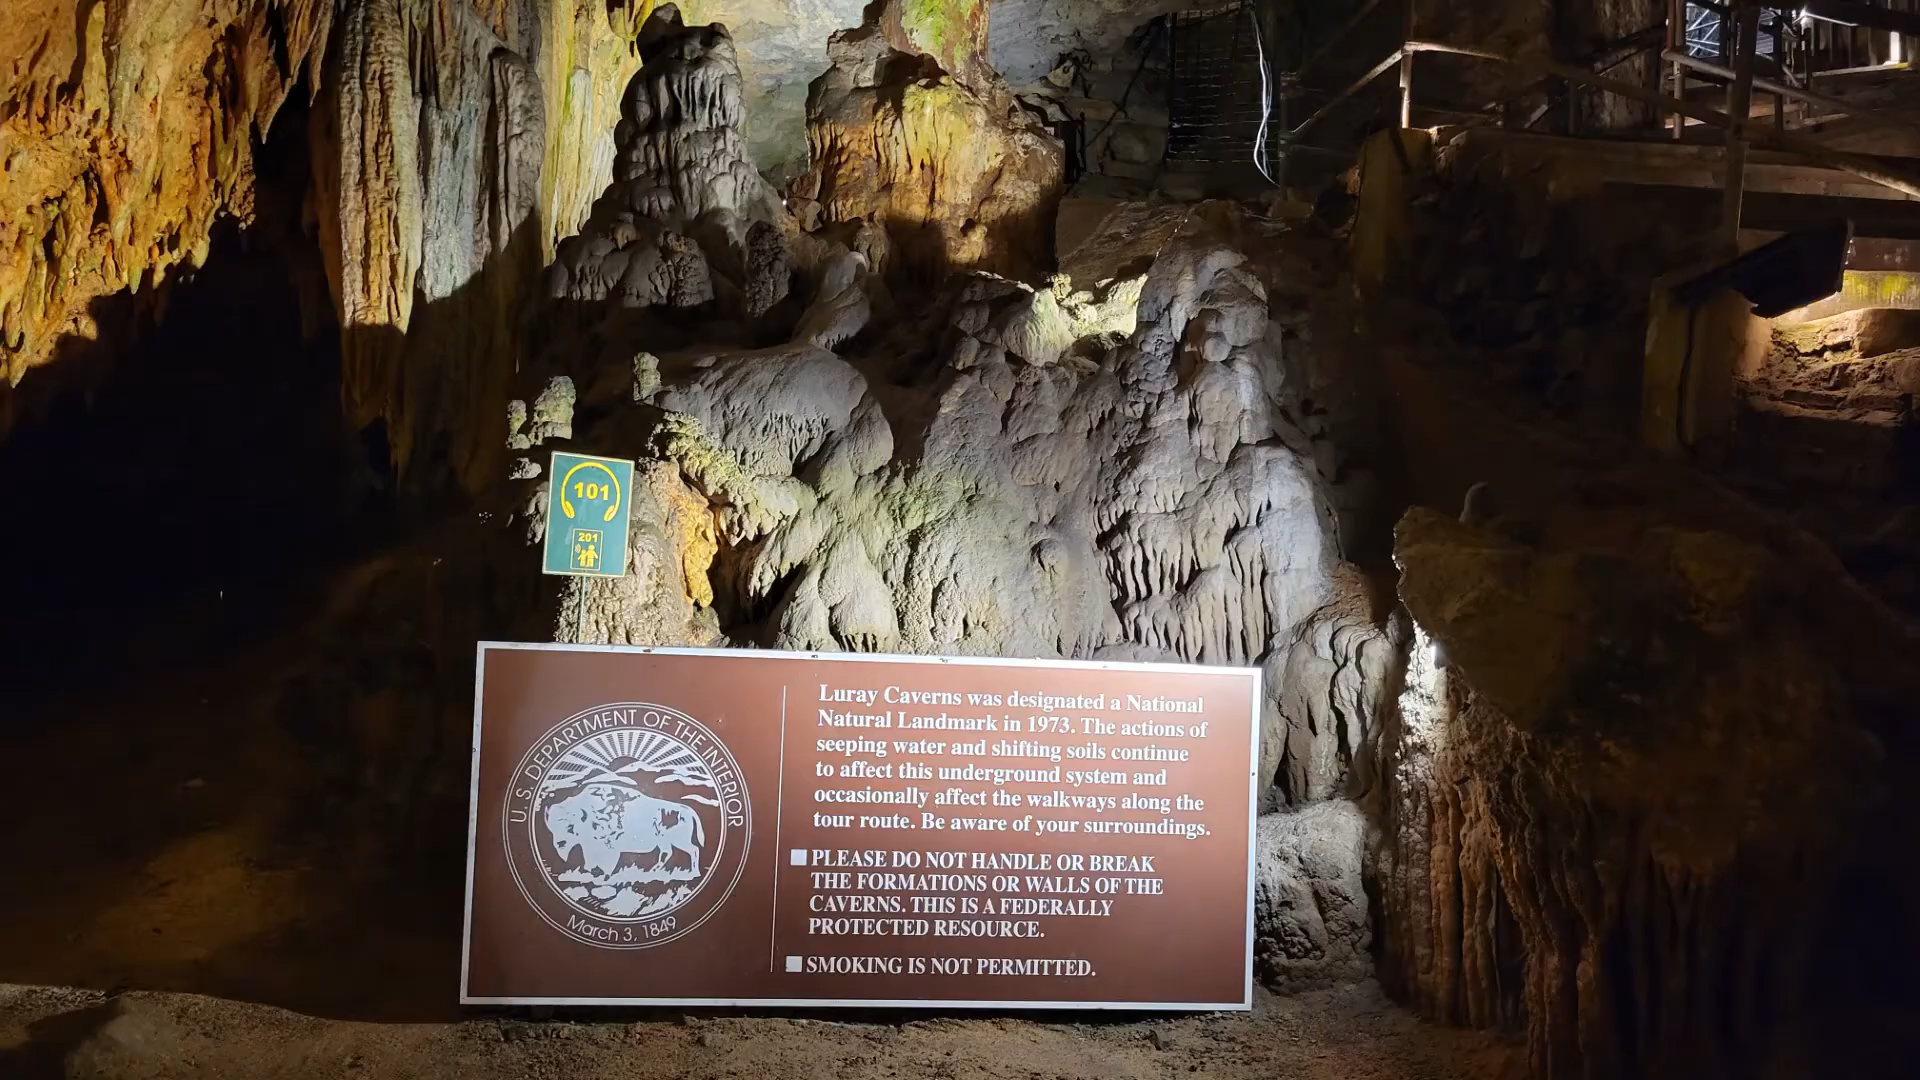 101
201
U.S. DEPARTMENT OF THE INTERIOR
March 3, 1849
Luray Caverns was designated a National
Natural Landmark in 1973. The actions of
seeping water and shifting soils continue
to affect this underground system and
occasionally affect the walkways along the
tour route. Be aware of your surroundings.
PLEASE DO NOT HANDLE OR BREAK
THE FORMATIONS OR WALLS OF THE
CAVERNS. THIS IS A FEDERALLY
PROTECTED RESOURCE.
SMOKING IS NOT PERMITTED.